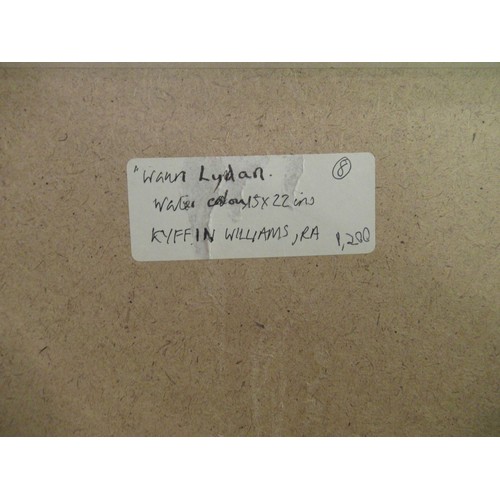 "Waun Lydan. ⑧
Water colour 15 x 22 ins
KYFFIN WILLIAMS, RA 1,200